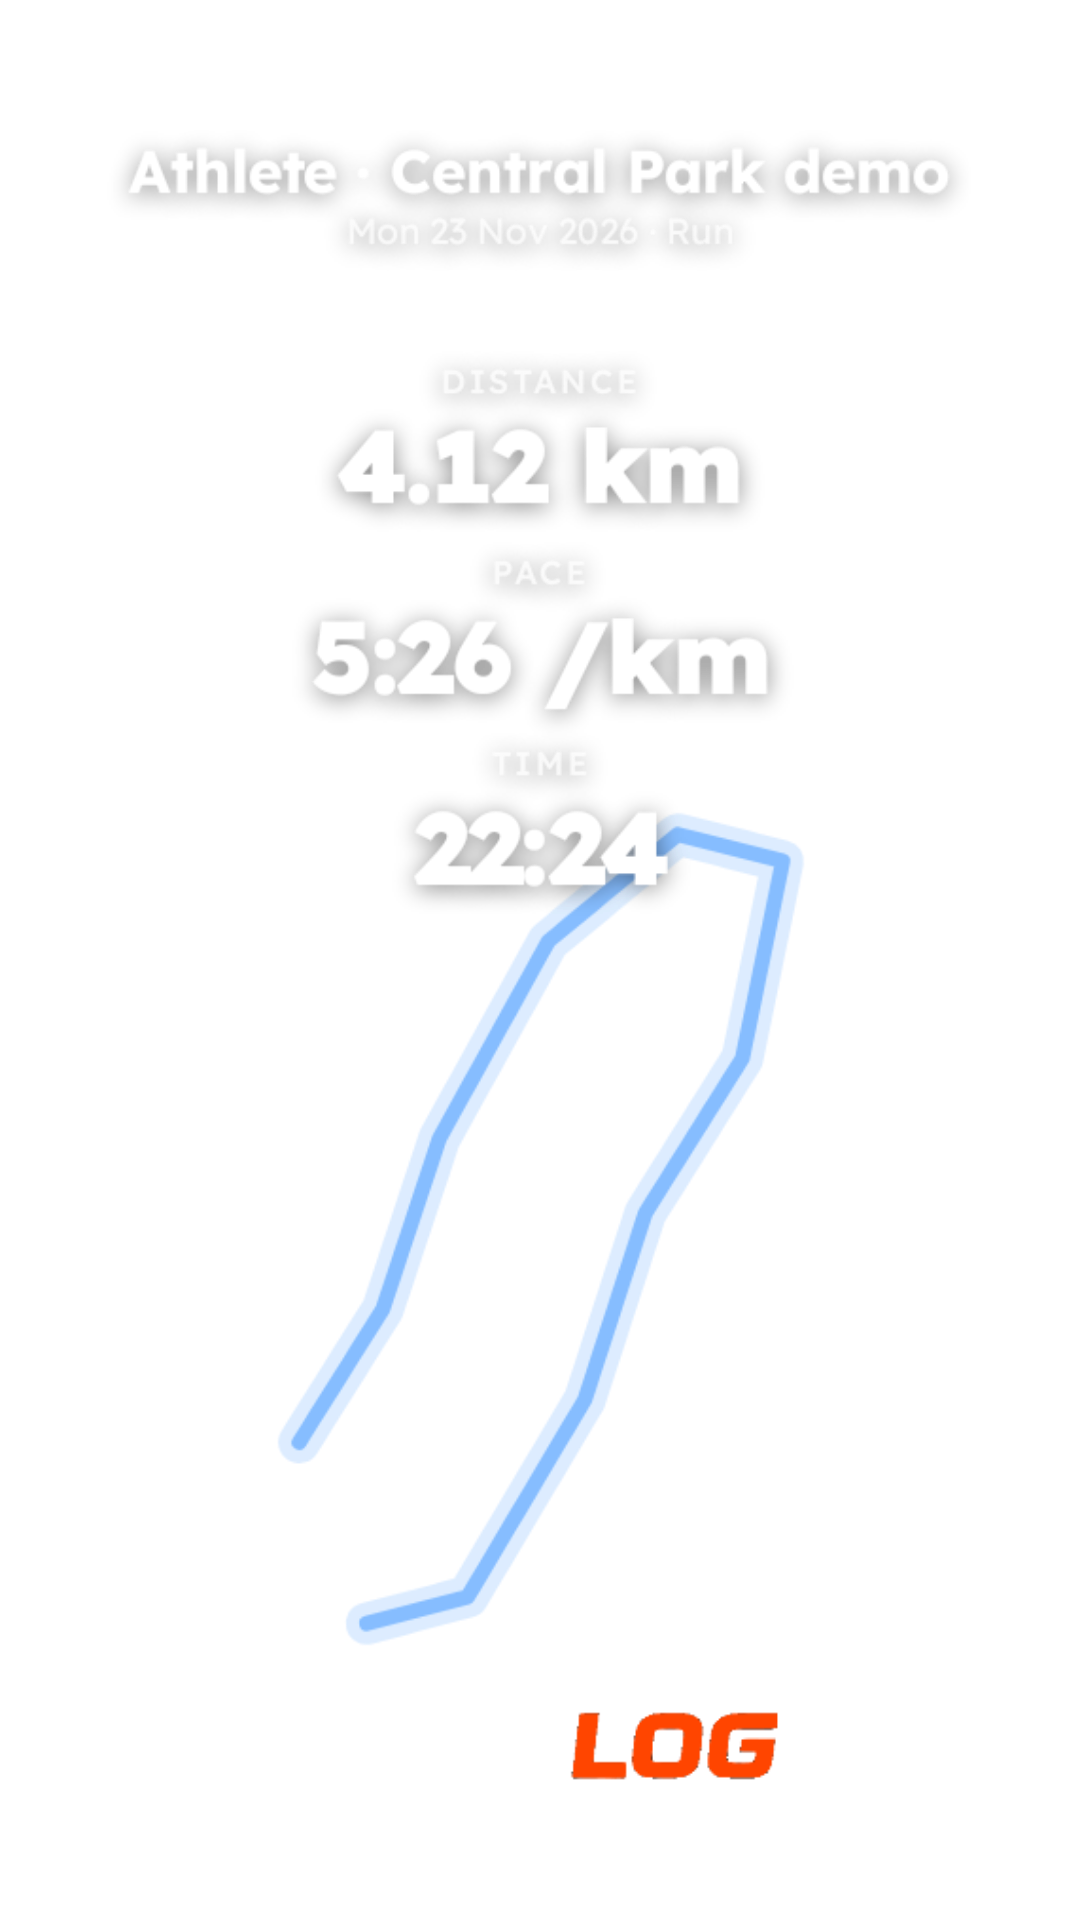 Athlete · Central Park demo
Mon 23 Nov 2026 · Run
DISTANCE
4.12 km
PACE
5:26 /km
TIME
22:24
LOG